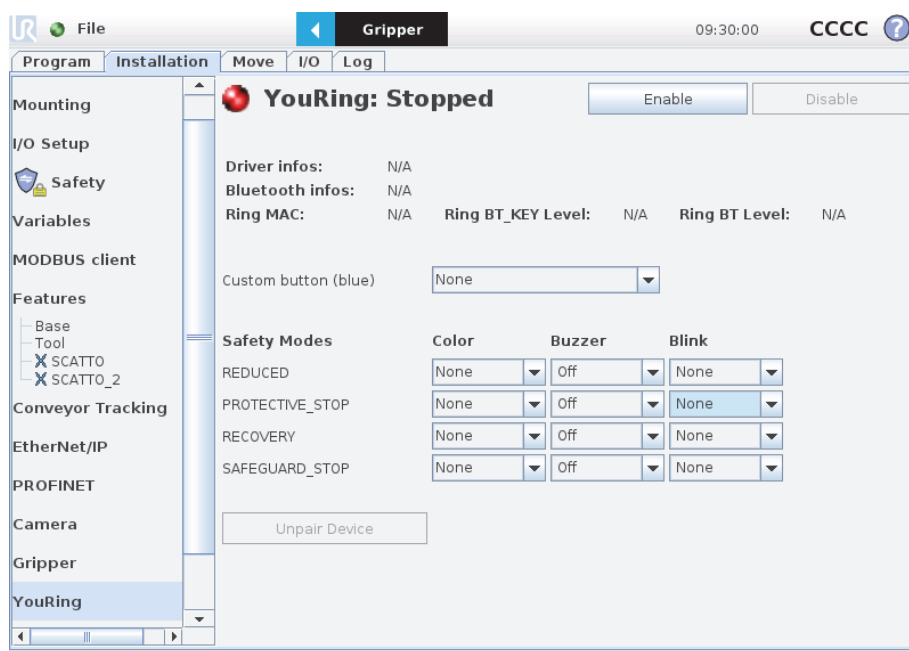 UR File Gripper 09:30:00 CCCC ?
Program Installation Move I/O Log
Mounting
I/O Setup
Safety
Variables
MODBUS client
Features
Base
Tool
SCATTO
SCATTO_2
Conveyor Tracking
EtherNet/IP
PROFINET
Camera
Gripper
YouRing
YouRing: Stopped Enable Disable
Driver infos: N/A
Bluetooth infos: N/A
Ring MAC: N/A Ring BT_KEY Level: N/A Ring BT Level: N/A
Custom button (blue) None
Safety Modes Color Buzzer Blink
REDUCED None Off None
PROTECTIVE_STOP None Off None
RECOVERY None Off None
SAFEGUARD_STOP None Off None
Unpair Device